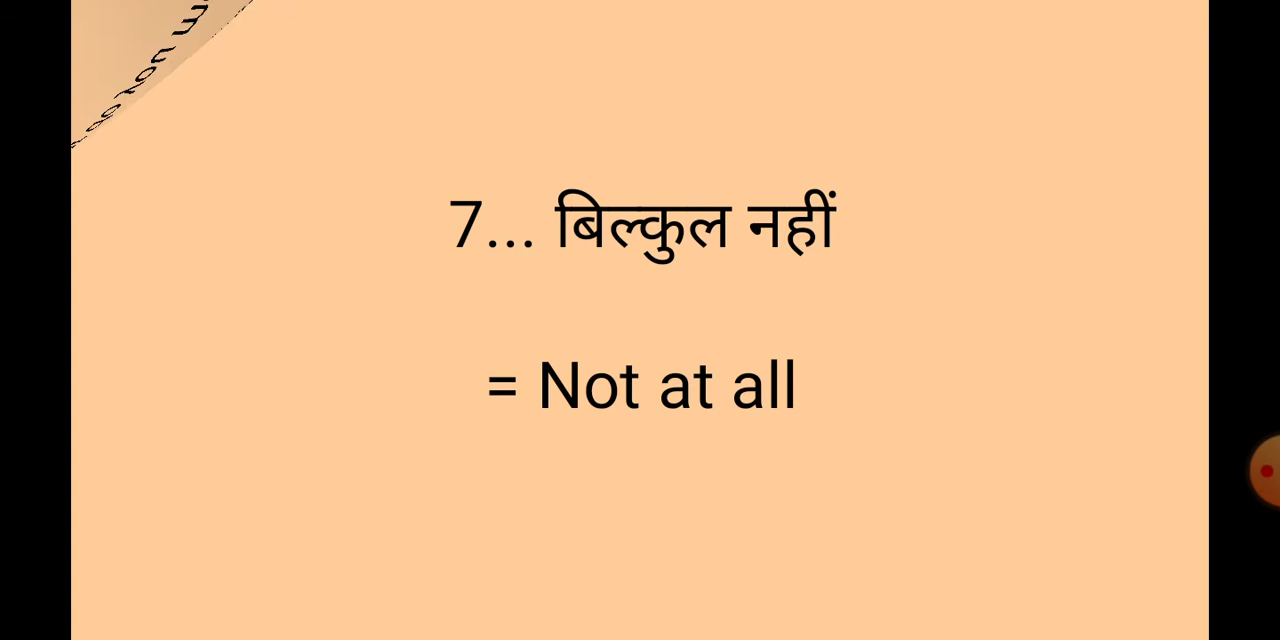 7... बिल्कुल नहीं
= Not at all